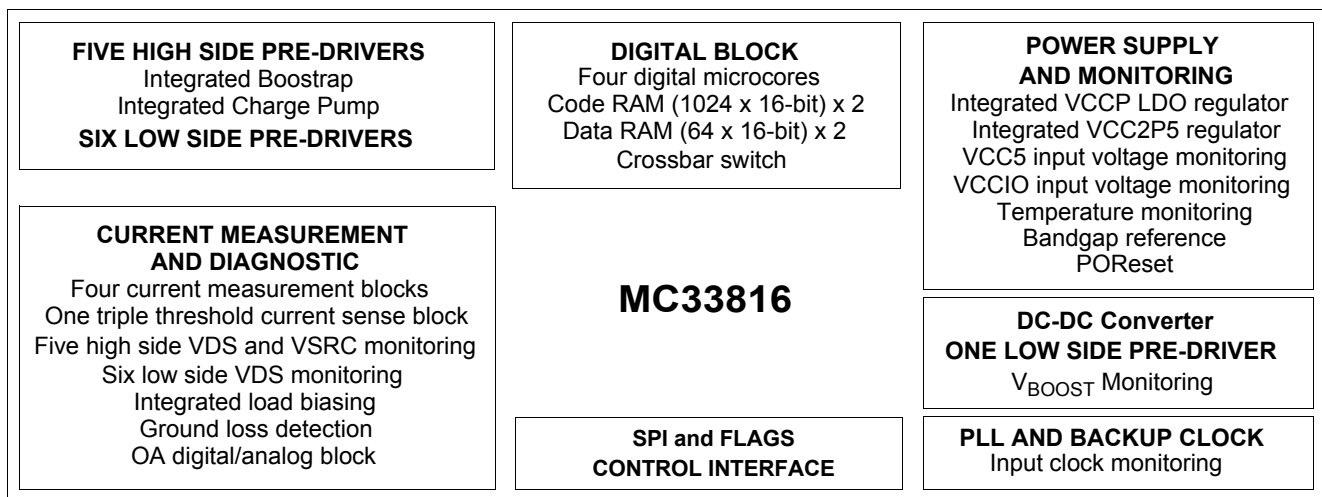 FIVE HIGH SIDE PRE-DRIVERS
Integrated Boostrap
Integrated Charge Pump
SIX LOW SIDE PRE-DRIVERS
CURRENT MEASUREMENT
AND DIAGNOSTIC
Four current measurement blocks
One triple threshold current sense block
Five high side VDS and VSRC monitoring
Six low side VDS monitoring
Integrated load biasing
Ground loss detection
OA digital/analog block
DIGITAL BLOCK
Four digital microcores
Code RAM (1024 x 16-bit) x 2
Data RAM (64 x 16-bit) x 2
Crossbar switch
MC33816
SPI and FLAGS
CONTROL INTERFACE
POWER SUPPLY
AND MONITORING
Integrated VCCP LDO regulator
Integrated VCC2P5 regulator
VCC5 input voltage monitoring
VCCIO input voltage monitoring
Temperature monitoring
Bandgap reference
POReset
DC-DC Converter
ONE LOW SIDE PRE-DRIVER
VBOOST Monitoring
PLL AND BACKUP CLOCK
Input clock monitoring